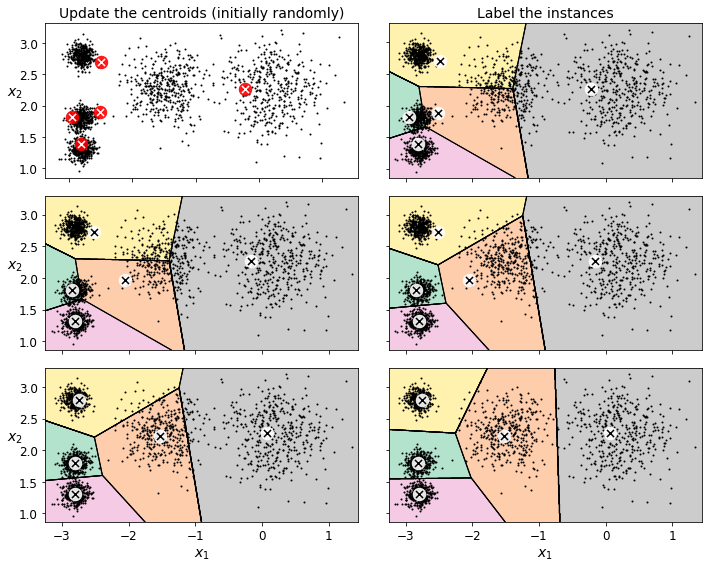 Update the centroids (initially randomly)
Label the instances
3.0
2.5
x₂ 2.0
1.5
1.0
3.0
2.5
x₂ 2.0
1.5
1.0
3.0
2.5
x₂ 2.0
1.5
1.0
−3 −2 −1 0 1
−3 −2 −1 0 1
x₁
x₁